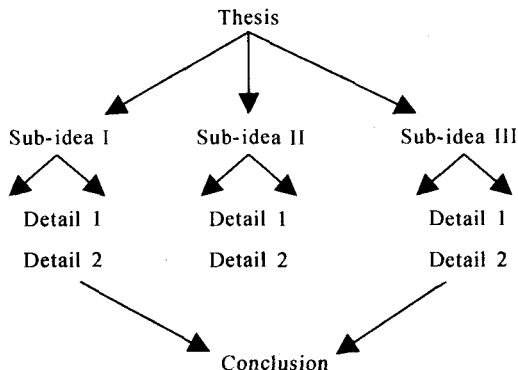 Thesis
Sub-idea I Sub-idea II Sub-idea III
Detail 1 Detail 1 Detail 1
Detail 2 Detail 2 Detail 2
Conclusion